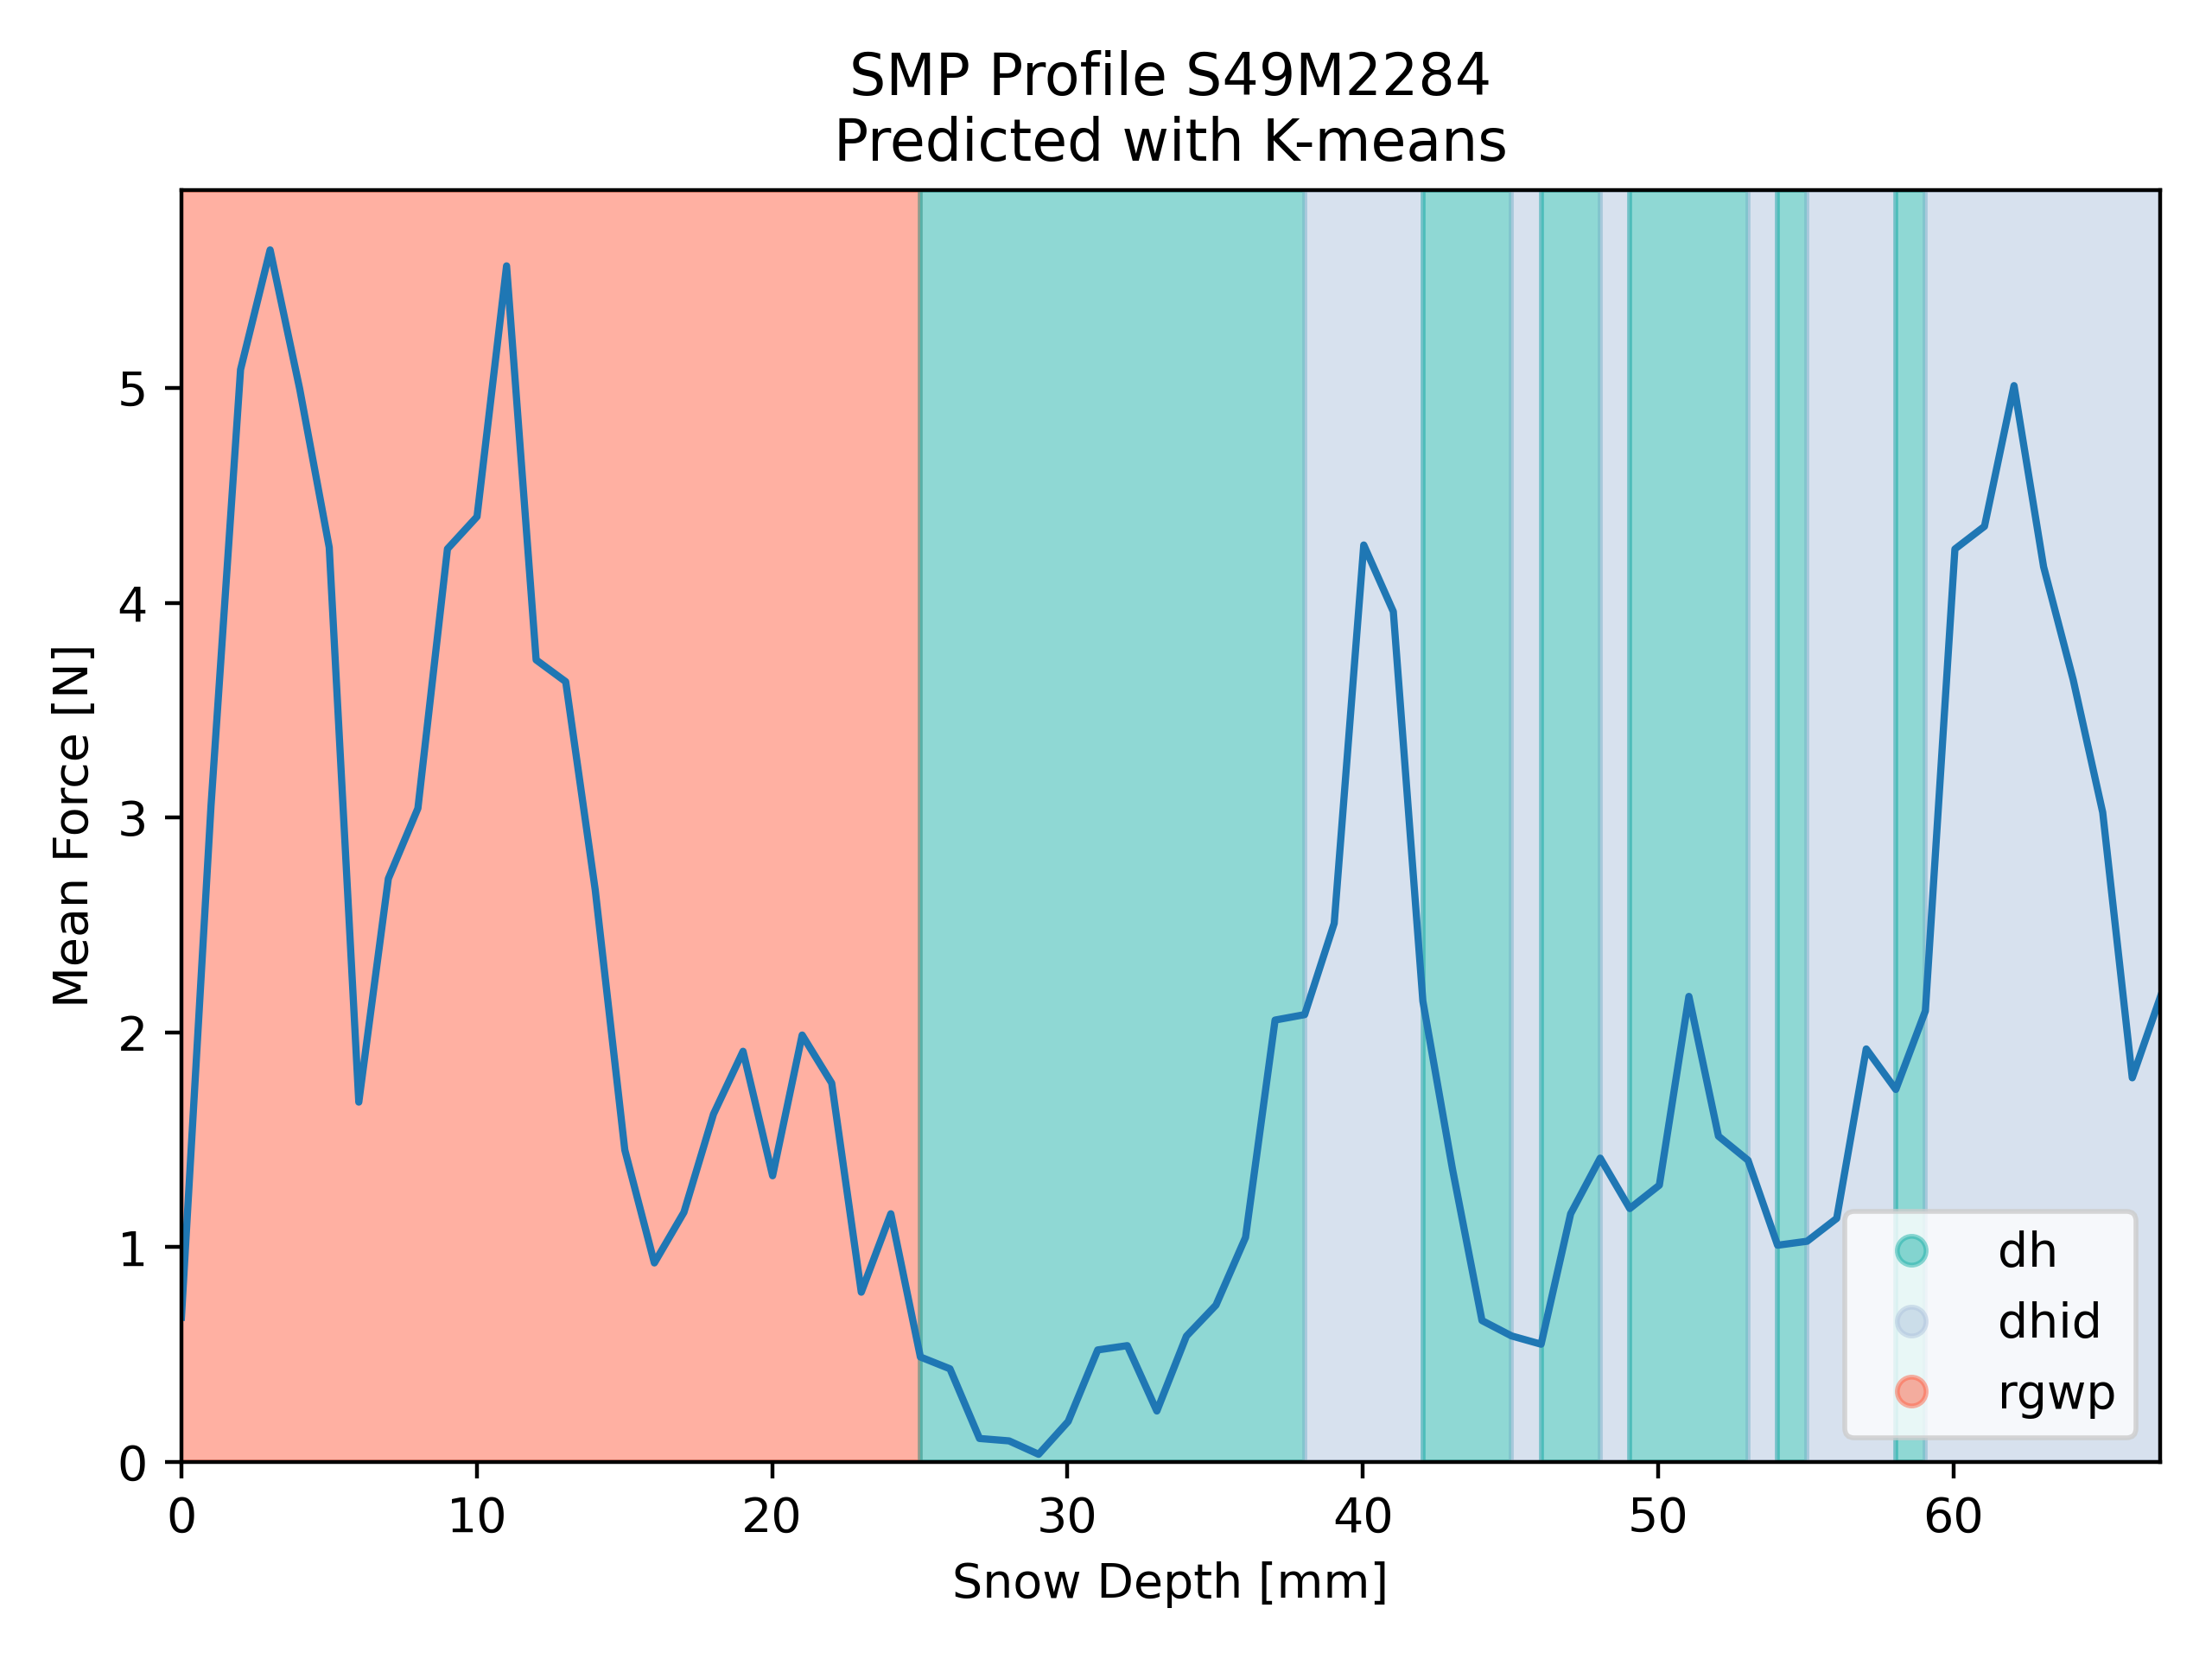 SMP Profile S49M2284
Predicted with K-means
Mean Force [N]
5
4
3
2
1
0
0 10 20 30 40 50 60
Snow Depth [mm]
dh
dhid
rgwp